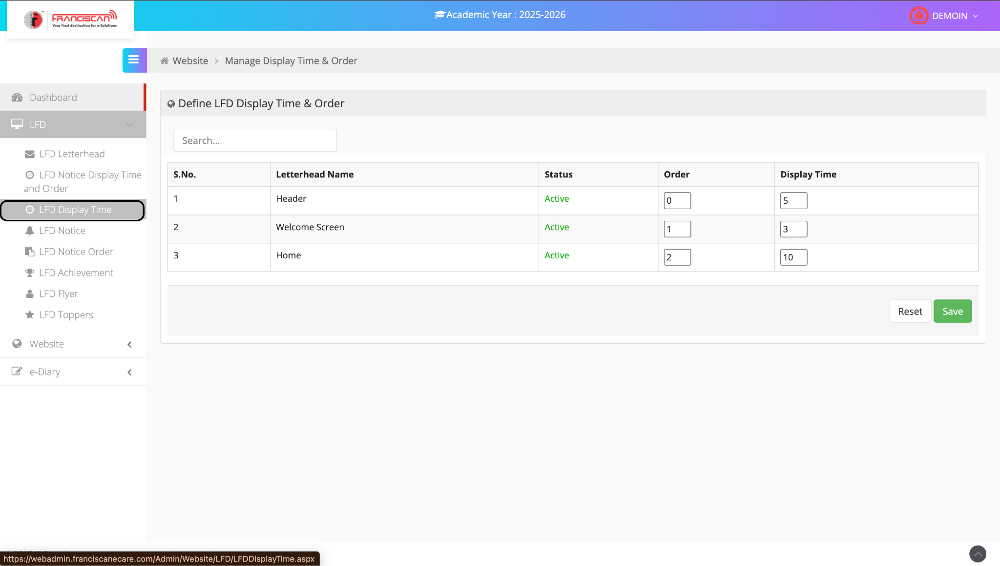 FRANCISCAN
Your final destination for e-Solutions
Academic Year : 2025-2026
DEMOIN
Website > Manage Display Time & Order
Dashboard
LFD
LFD Letterhead
LFD Notice Display Time
and Order
LFD Display Time
LFD Notice
LFD Notice Order
LFD Achievement
LFD Flyer
LFD Toppers
Website
e-Diary
Define LFD Display Time & Order
Search...
S.No. Letterhead Name Status Order Display Time
1 Header Active 0 5
2 Welcome Screen Active 1 3
3 Home Active 2 10
Reset Save
https://webadmin.franciscanecare.com/Admin/Website/LFD/LFDDisplayTime.aspx